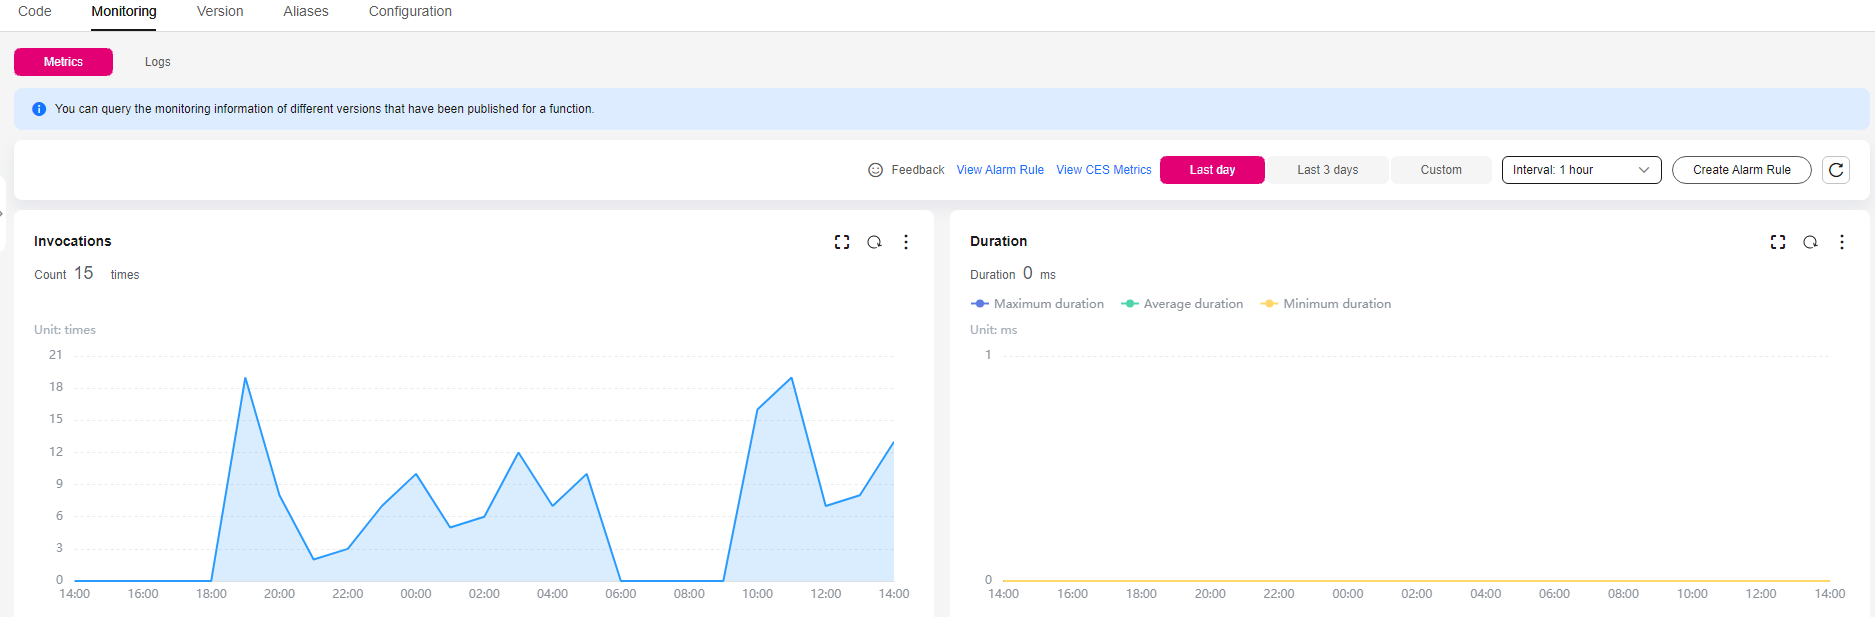 Code Monitoring Version Aliases Configuration
Metrics Logs
You can query the monitoring information of different versions that have been published for a function.
Feedback View Alarm Rule View CES Metrics Last day Last 3 days Custom Interval: 1 hour Create Alarm Rule
Invocations
Count 15 times
Unit: times
21
18
15
12
9
6
3
0
14:00 16:00 18:00 20:00 22:00 00:00 02:00 04:00 06:00 08:00 10:00 12:00 14:00
Duration
Duration 0 ms
Maximum duration Average duration Minimum duration
Unit: ms
1
0
14:00 16:00 18:00 20:00 22:00 00:00 02:00 04:00 06:00 08:00 10:00 12:00 14:00